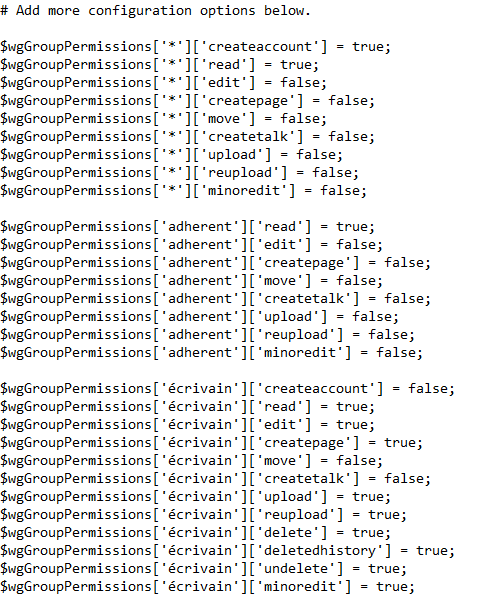 # Add more configuration options below.
$wgGroupPermissions['*']['createaccount'] = true;
$wgGroupPermissions['*']['read'] = true;
$wgGroupPermissions['*']['edit'] = false;
$wgGroupPermissions['*']['createpage'] = false;
$wgGroupPermissions['*']['move'] = false;
$wgGroupPermissions['*']['createtalk'] = false;
$wgGroupPermissions['*']['upload'] = false;
$wgGroupPermissions['*']['reupload'] = false;
$wgGroupPermissions['*']['minoredit'] = false;
$wgGroupPermissions['adherent']['read'] = true;
$wgGroupPermissions['adherent']['edit'] = false;
$wgGroupPermissions['adherent']['createpage'] = false;
$wgGroupPermissions['adherent']['move'] = false;
$wgGroupPermissions['adherent']['createtalk'] = false;
$wgGroupPermissions['adherent']['upload'] = false;
$wgGroupPermissions['adherent']['reupload'] = false;
$wgGroupPermissions['adherent']['minoredit'] = false;
$wgGroupPermissions['écrivain']['createaccount'] = false;
$wgGroupPermissions['écrivain']['read'] = true;
$wgGroupPermissions['écrivain']['edit'] = true;
$wgGroupPermissions['écrivain']['createpage'] = true;
$wgGroupPermissions['écrivain']['move'] = false;
$wgGroupPermissions['écrivain']['createtalk'] = false;
$wgGroupPermissions['écrivain']['upload'] = true;
$wgGroupPermissions['écrivain']['reupload'] = true;
$wgGroupPermissions['écrivain']['delete'] = true;
$wgGroupPermissions['écrivain']['deletedhistory'] = true;
$wgGroupPermissions['écrivain']['undelete'] = true;
$wgGroupPermissions['écrivain']['minoredit'] = true;